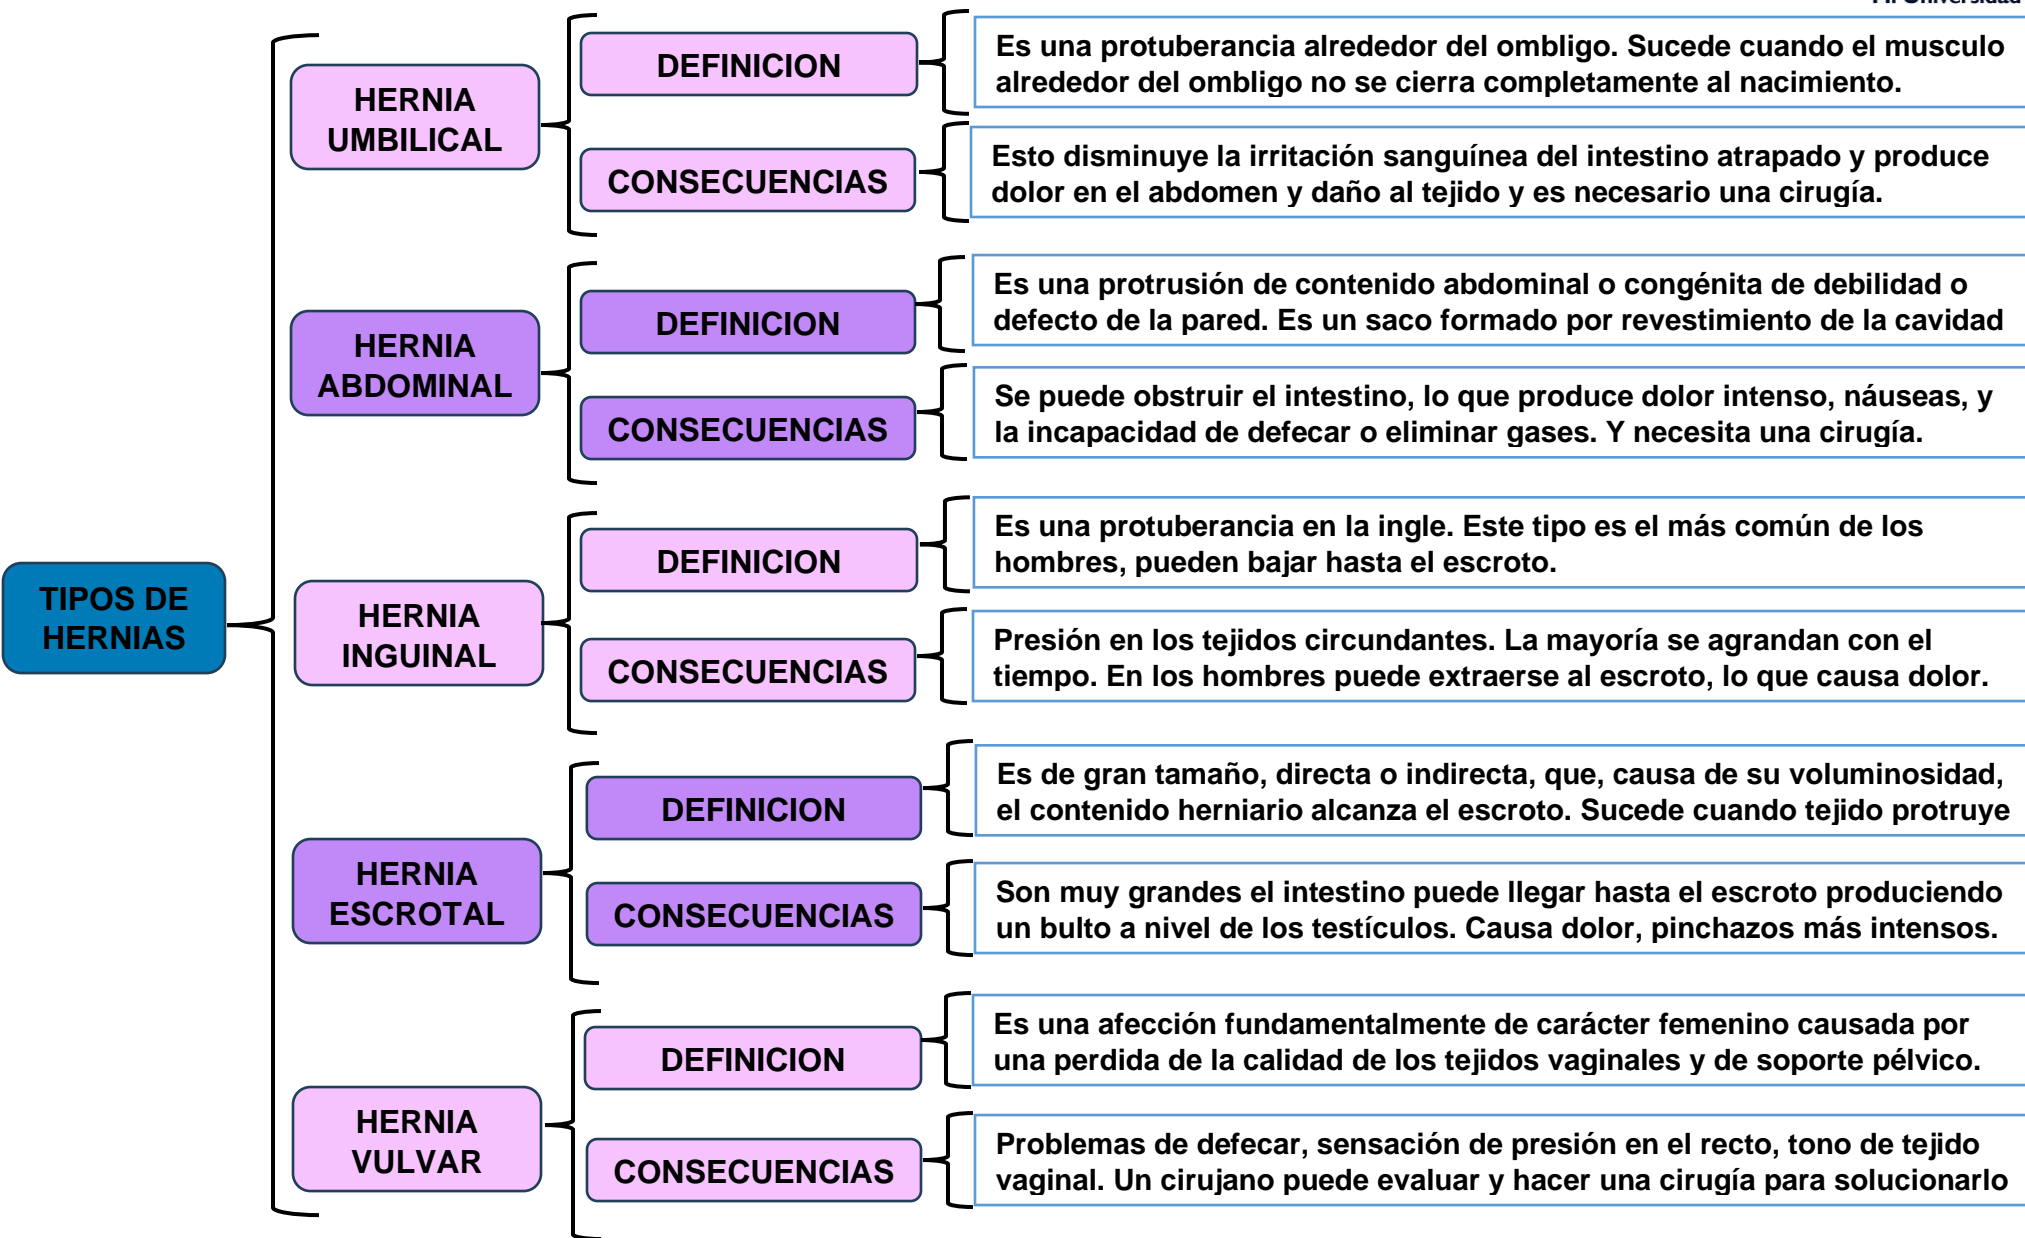 TIPOS DE
HERNIAS
HERNIA
UMBILICAL
DEFINICION
Es una protuberancia alrededor del ombligo. Sucede cuando el musculo
alrededor del ombligo no se cierra completamente al nacimiento.
CONSECUENCIAS
Esto disminuye la irritación sanguínea del intestino atrapado y produce
dolor en el abdomen y daño al tejido y es necesario una cirugía.
HERNIA
ABDOMINAL
DEFINICION
Es una protrusión de contenido abdominal o congénita de debilidad o
defecto de la pared. Es un saco formado por revestimiento de la cavidad
CONSECUENCIAS
Se puede obstruir el intestino, lo que produce dolor intenso, náuseas, y
la incapacidad de defecar o eliminar gases. Y necesita una cirugía.
HERNIA
INGUINAL
DEFINICION
Es una protuberancia en la ingle. Este tipo es el más común de los
hombres, pueden bajar hasta el escroto.
CONSECUENCIAS
Presión en los tejidos circundantes. La mayoría se agrandan con el
tiempo. En los hombres puede extraerse al escroto, lo que causa dolor.
HERNIA
ESCROTAL
DEFINICION
Es de gran tamaño, directa o indirecta, que, causa de su voluminosidad,
el contenido herniario alcanza el escroto. Sucede cuando tejido protruye
CONSECUENCIAS
Son muy grandes el intestino puede llegar hasta el escroto produciendo
un bulto a nivel de los testículos. Causa dolor, pinchazos más intensos.
HERNIA
VULVAR
DEFINICION
Es una afección fundamentalmente de carácter femenino causada por
una perdida de la calidad de los tejidos vaginales y de soporte pélvico.
CONSECUENCIAS
Problemas de defecar, sensación de presión en el recto, tono de tejido
vaginal. Un cirujano puede evaluar y hacer una cirugía para solucionarlo